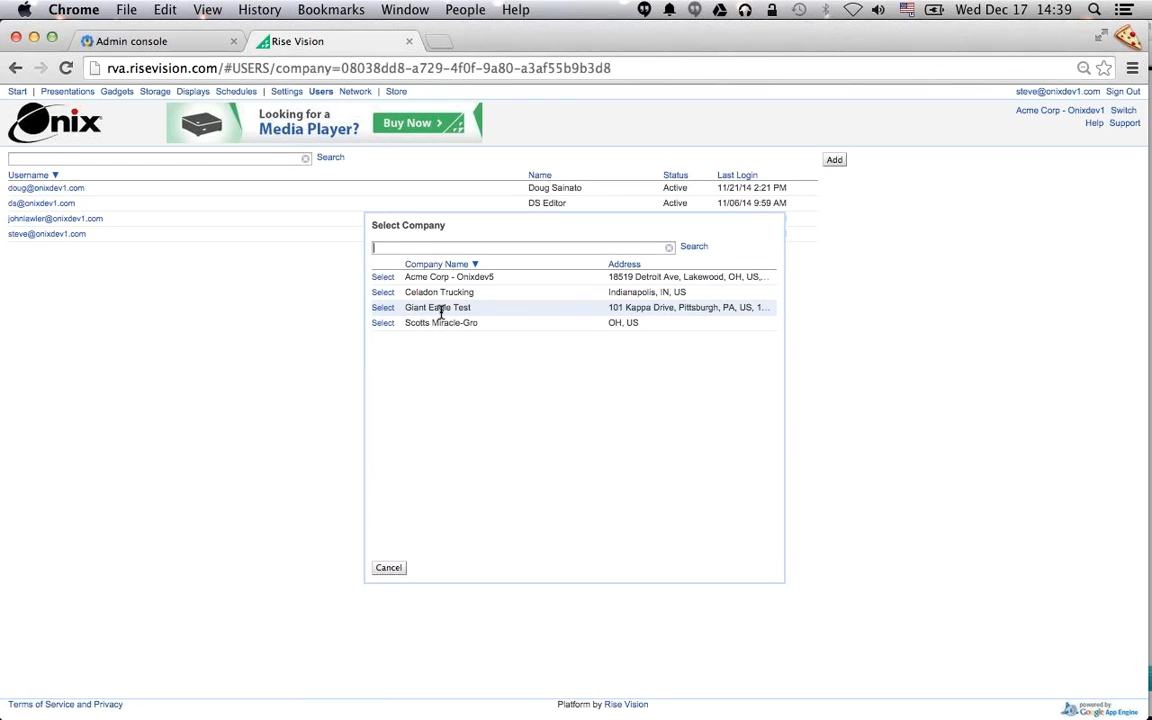 Chrome File Edit View History Bookmarks Window People Help Wed Dec 17 14:39
Admin console Rise Vision
rva.risevision.com/#USERS/company=08038dd8-a729-4f0f-9a80-a3af55b9b3d8
Start | Presentations Gadgets Storage Displays Schedules | Settings Users Network | Store steve@onixdev1.com Sign Out
Onix Looking for a Media Player? Buy Now > Acme Corp - Onixdev1 Switch
Help Support
Search Add
Username ▼ Name Status Last Login
doug@onixdev1.com Doug Sainato Active 11/21/14 2:21 PM
ds@onixdev1.com DS Editor Active 11/06/14 9:59 AM
johnlawler@onixdev1.com
steve@onixdev1.com
Select Company
Search
Company Name ▼ Address
Select Acme Corp - Onixdev5 18519 Detroit Ave, Lakewood, OH, US,...
Select Celadon Trucking Indianapolis, IN, US
Select Giant Eagle Test 101 Kappa Drive, Pittsburgh, PA, US, 1...
Select Scotts Miracle-Gro OH, US
Cancel
Terms of Service and Privacy Platform by Rise Vision powered by Google App Engine